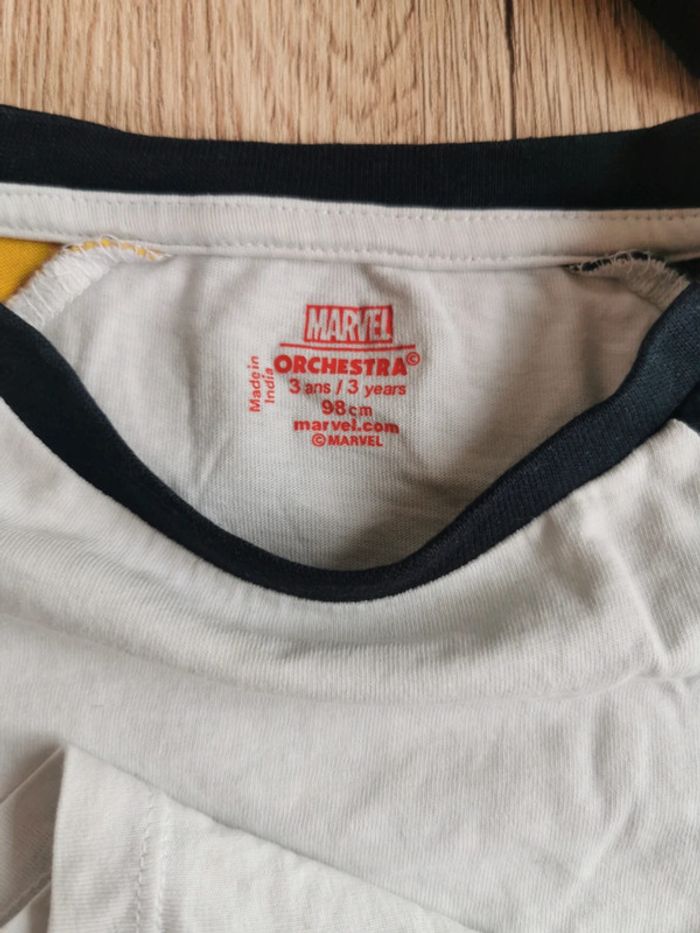 MARVEL
ORCHESTRA©
3 ans / 3 years
98cm
marvel.com
©MARVEL
Made in
India